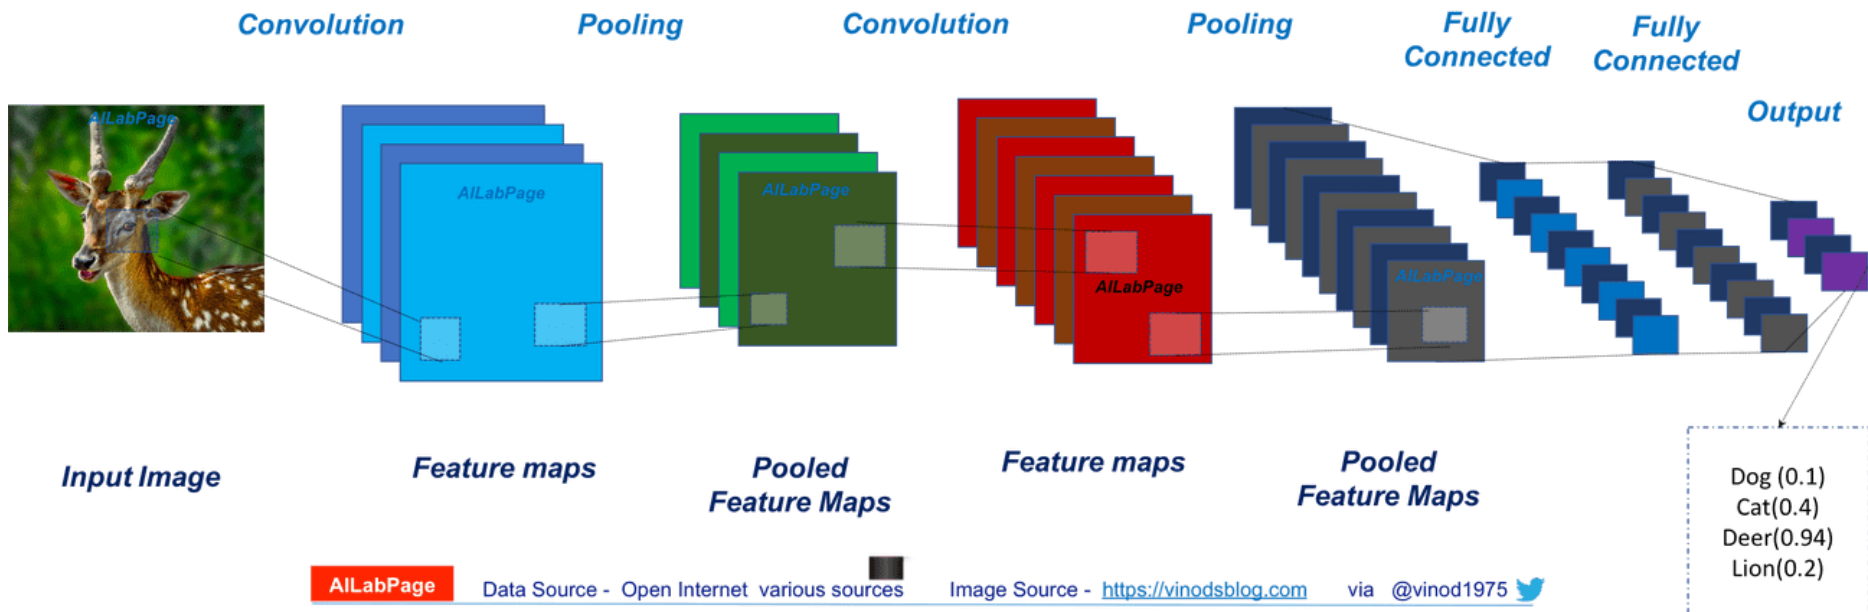 Convolution
Pooling
Convolution
Pooling
Fully
Connected
Fully
Connected
Output
AILabPage
AILabPage
AILabPage
AILabPage
AILabPage
Input Image
Feature maps
Pooled
Feature Maps
Feature maps
Pooled
Feature Maps
Dog (0.1)
Cat(0.4)
Deer(0.94)
Lion(0.2)
AILabPage
Data Source - Open Internet various sources
Image Source - https://vinodsblog.com
via @vinod1975